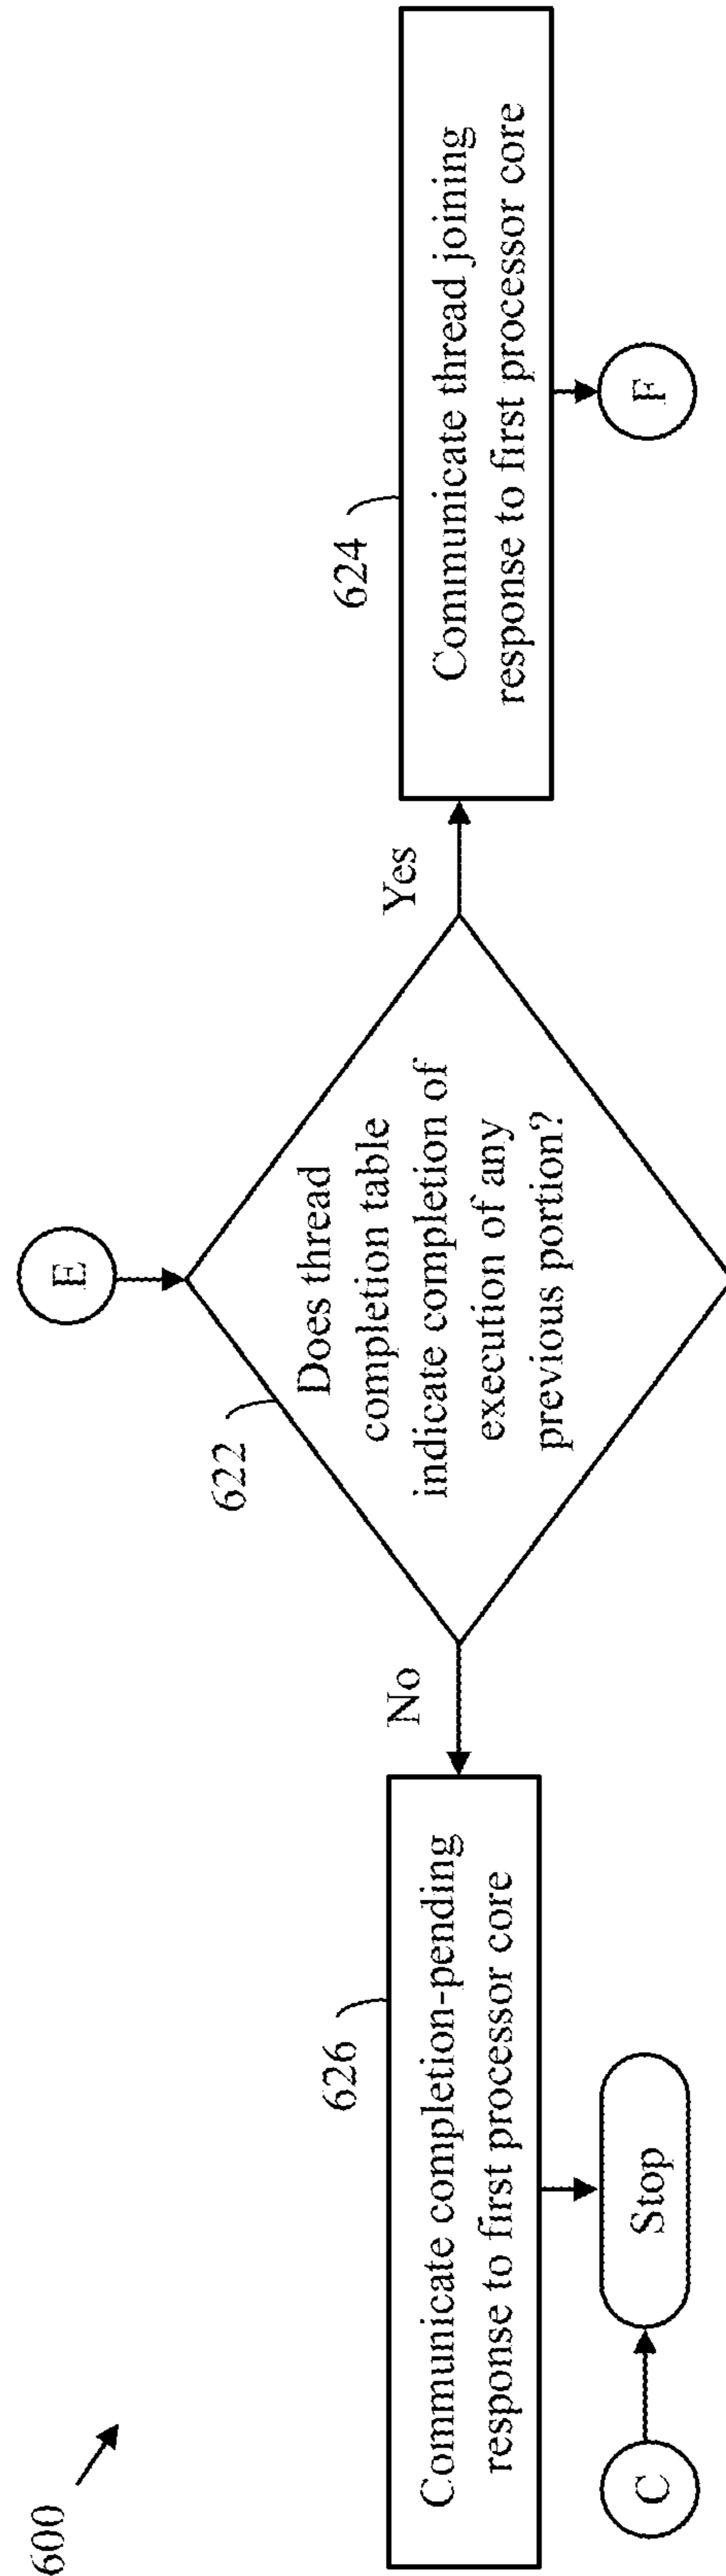 600
E
622
Does thread
completion table
indicate completion of
execution of any
previous portion?
No
Yes
626
Communicate completion-pending
response to first processor core
624
Communicate thread joining
response to first processor core
C
Stop
F